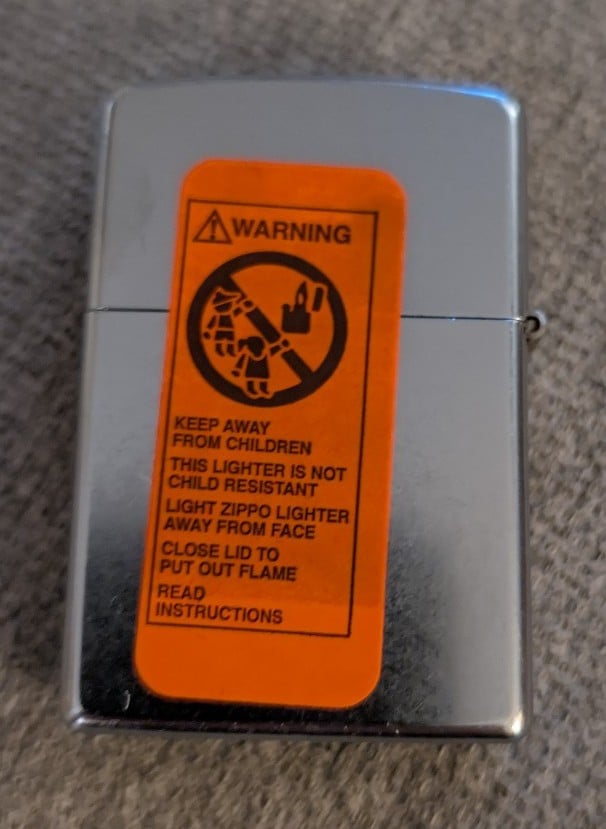 WARNING
KEEP AWAY
FROM CHILDREN
THIS LIGHTER IS NOT
CHILD RESISTANT
LIGHT ZIPPO LIGHTER
AWAY FROM FACE
CLOSE LID TO
PUT OUT FLAME
READ
INSTRUCTIONS